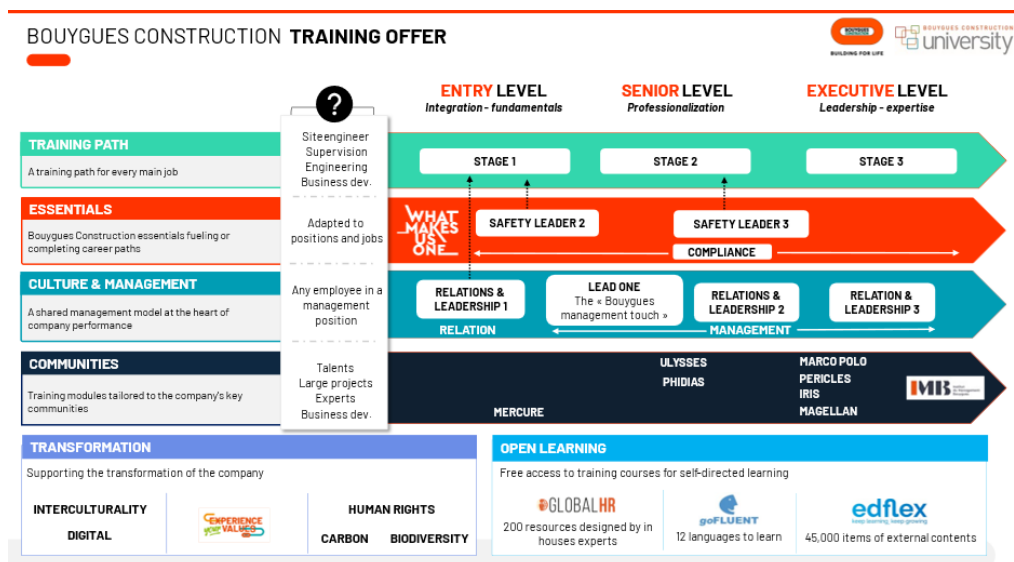 BOUYGUES CONSTRUCTION TRAINING OFFER
BOUYGUES
CONSTRUCTION
BUILDING FOR LIFE
BOUYGUES CONSTRUCTION
university
?
ENTRY LEVEL
Integration - fundamentals
SENIOR LEVEL
Professionalization
EXECUTIVE LEVEL
Leadership - expertise
TRAINING PATH
A training path for every main job
Siteengineer
Supervision
Engineering
Business dev.
STAGE 1
STAGE 2
STAGE 3
ESSENTIALS
Bouygues Construction essentials fueling or
completing career paths
Adapted to
positions and jobs
WHAT
MAKES
US
ONE
SAFETY LEADER 2
SAFETY LEADER 3
COMPLIANCE
CULTURE & MANAGEMENT
A shared management model at the heart of
company performance
Any employee in a
management
position
RELATIONS &
LEADERSHIP 1
RELATION
LEAD ONE
The « Bouygues
management touch »
RELATIONS &
LEADERSHIP 2
RELATION &
LEADERSHIP 3
MANAGEMENT
COMMUNITIES
Training modules tailored to the company's key
communities
Talents
Large projects
Experts
Business dev.
MERCURE
ULYSSES
PHIDIAS
MARCO POLO
PERICLES
IRIS
MAGELLAN
IMB
TRANSFORMATION
Supporting the transformation of the company
INTERCULTURALITY
DIGITAL
EXPERIENCE
YOUR VALUES
HUMAN RIGHTS
CARBON BIODIVERSITY
OPEN LEARNING
Free access to training courses for self-directed learning
GLOBALHR
200 resources designed by in
houses experts
goFLUENT
12 languages to learn
edflex
keep learning, keep growing
45,000 items of external contents